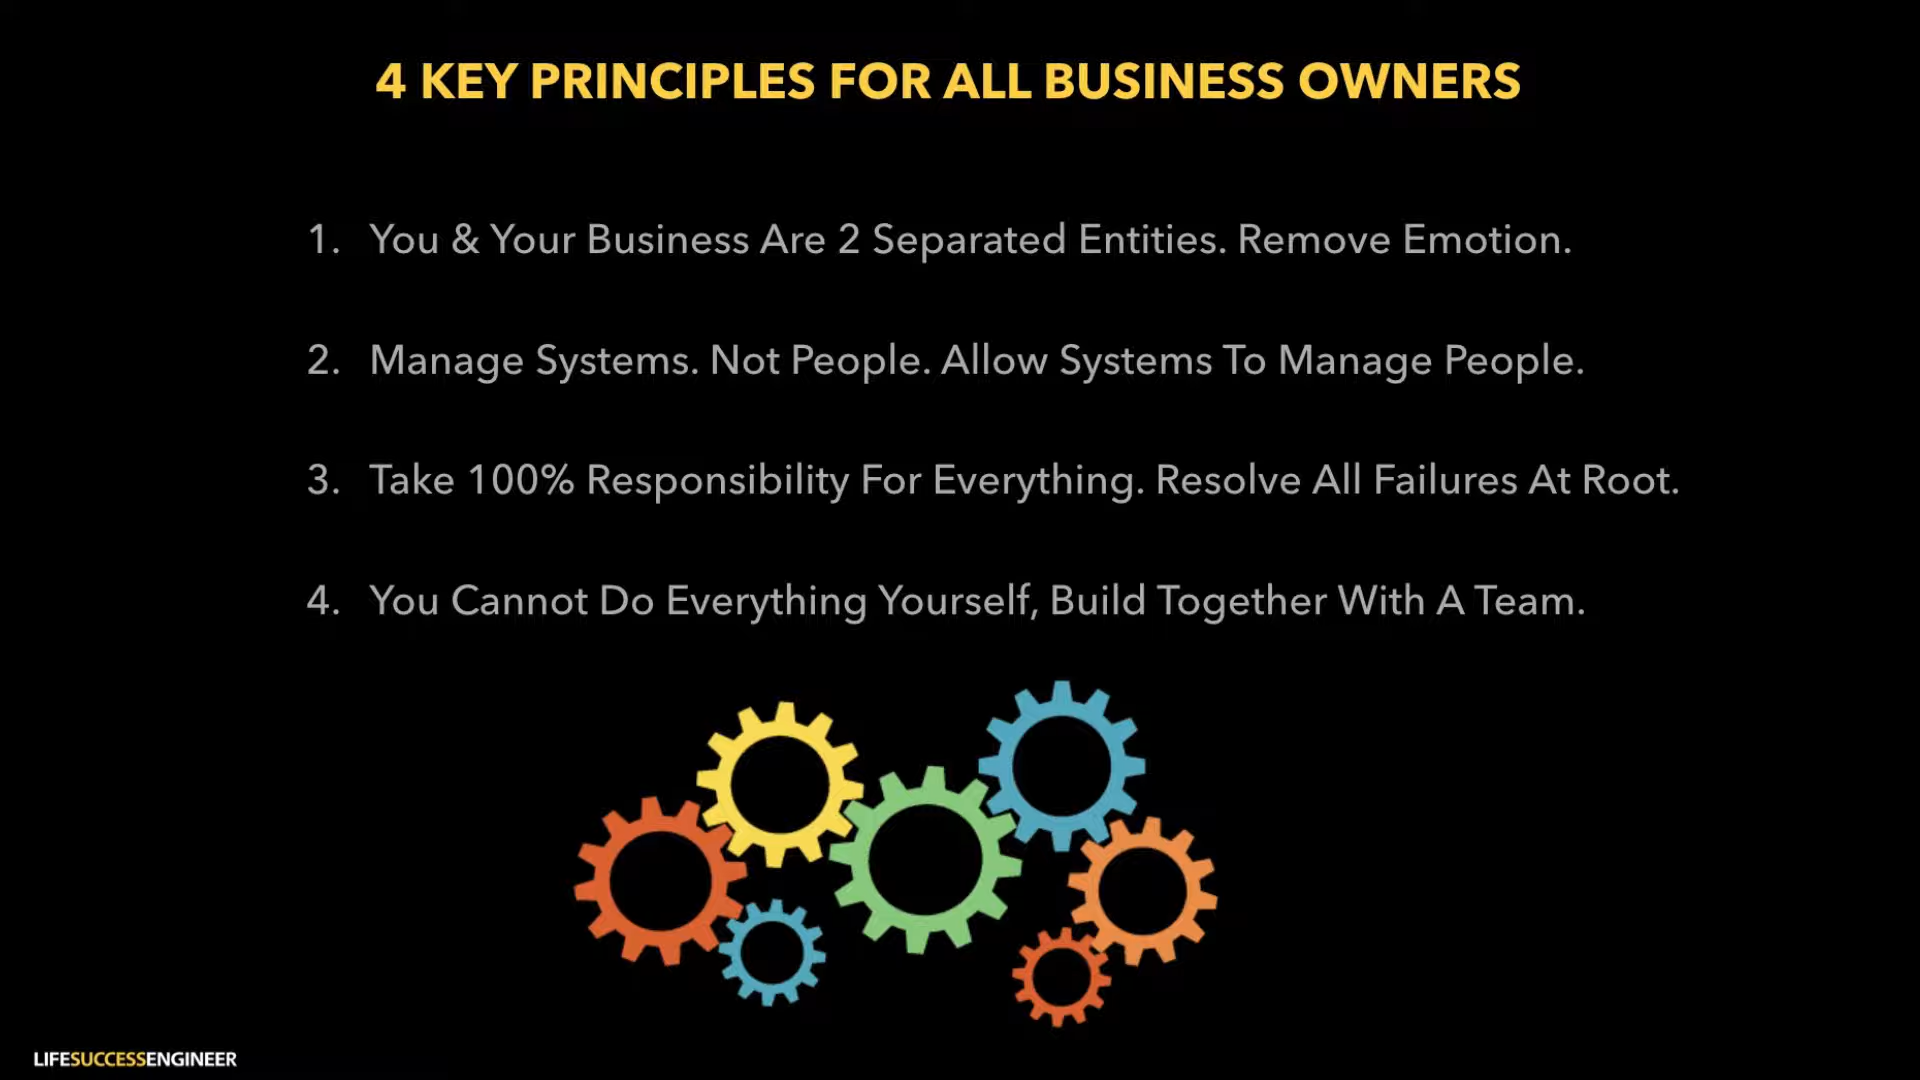 4 KEY PRINCIPLES FOR ALL BUSINESS OWNERS
1. You & Your Business Are 2 Separated Entities. Remove Emotion.
2. Manage Systems. Not People. Allow Systems To Manage People.
3. Take 100% Responsibility For Everything. Resolve All Failures At Root.
4. You Cannot Do Everything Yourself, Build Together With A Team.
LIFESUCCESSENGINEER